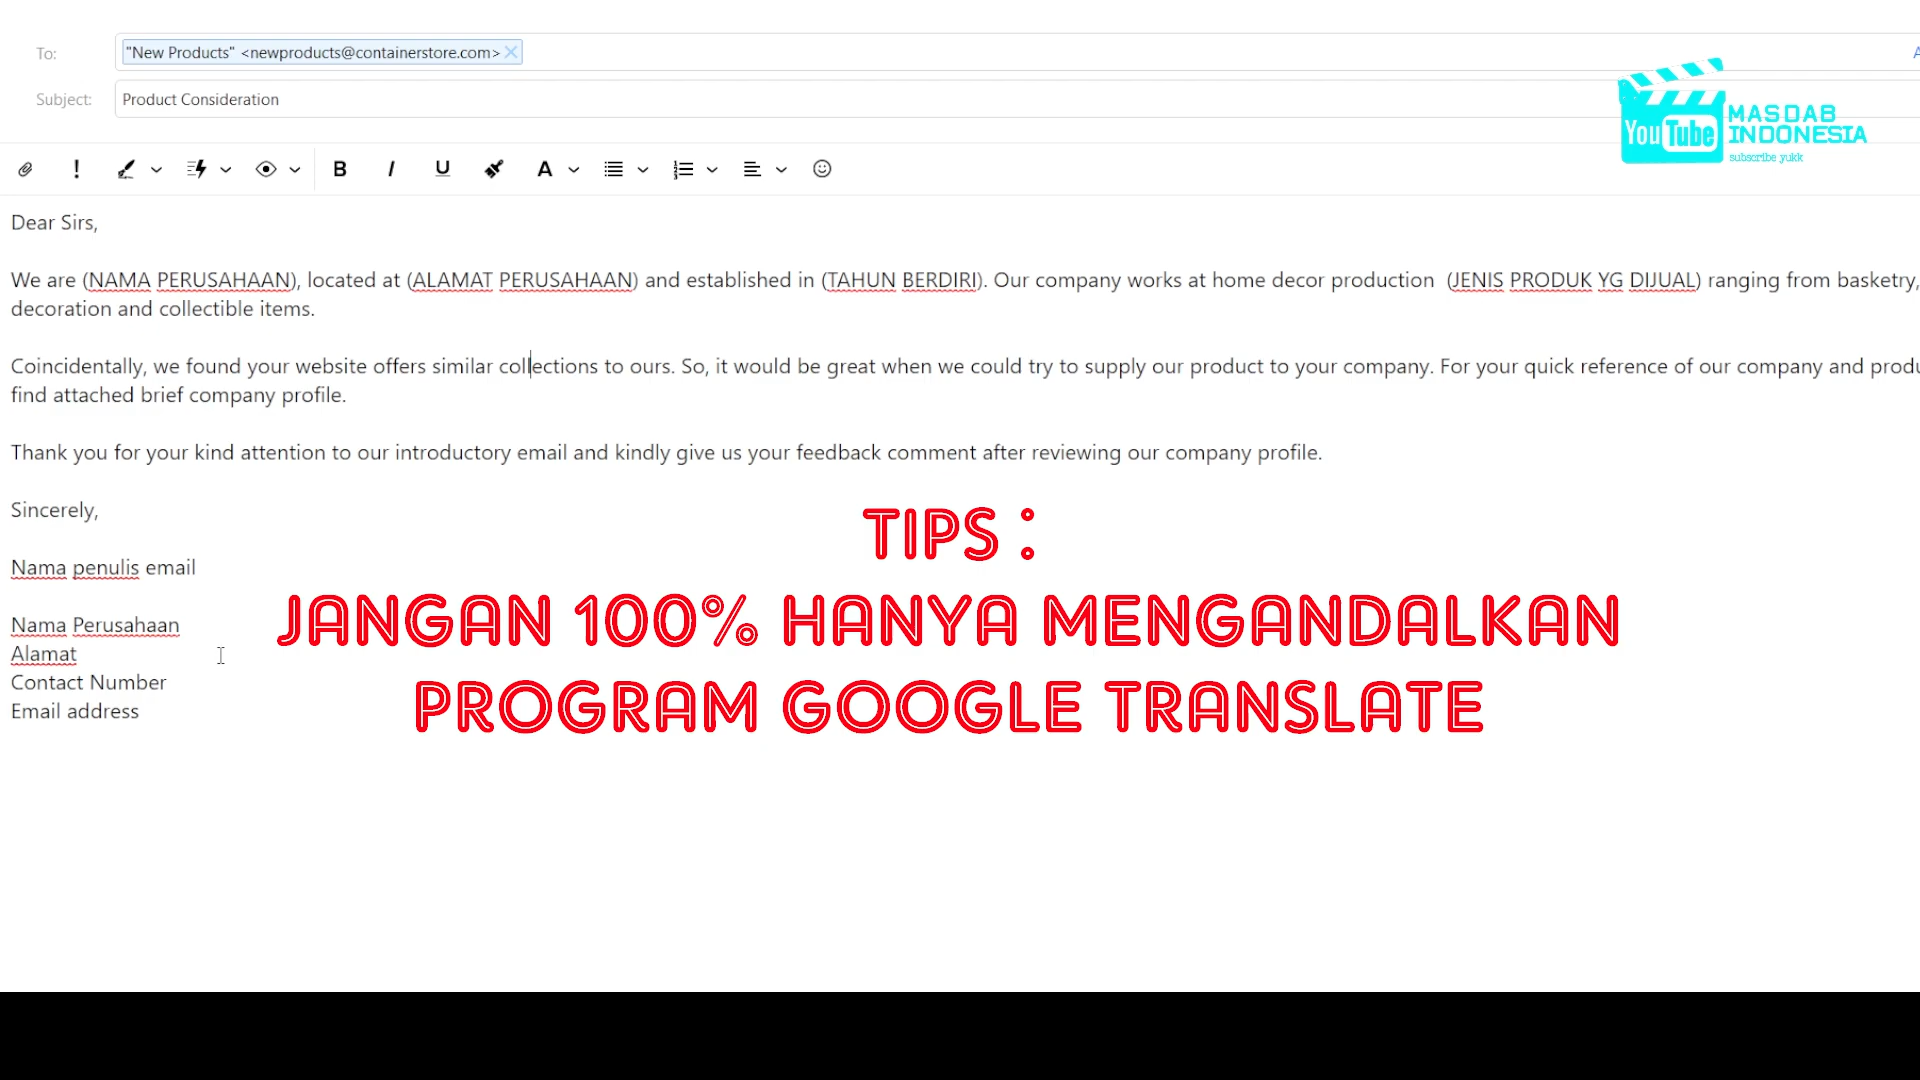 To:
"New Products" <newproducts@containerstore.com>
Subject:
Product Consideration
YouTube
MASDAB
INDONESIA
subscribe yukk
Dear Sirs,
We are (NAMA PERUSAHAAN), located at (ALAMAT PERUSAHAAN) and established in (TAHUN BERDIRI). Our company works at home decor production (JENIS PRODUK YG DIJUAL) ranging from basketry,
decoration and collectible items.
Coincidentally, we found your website offers similar collections to ours. So, it would be great when we could try to supply our product to your company. For your quick reference of our company and
find attached brief company profile.
Thank you for your kind attention to our introductory email and kindly give us your feedback comment after reviewing our company profile.
Sincerely,
Nama penulis email
Nama Perusahaan
Alamat
Contact Number
Email address
TIPS :
JANGAN 100% HANYA MENGANDALKAN
PROGRAM GOOGLE TRANSLATE